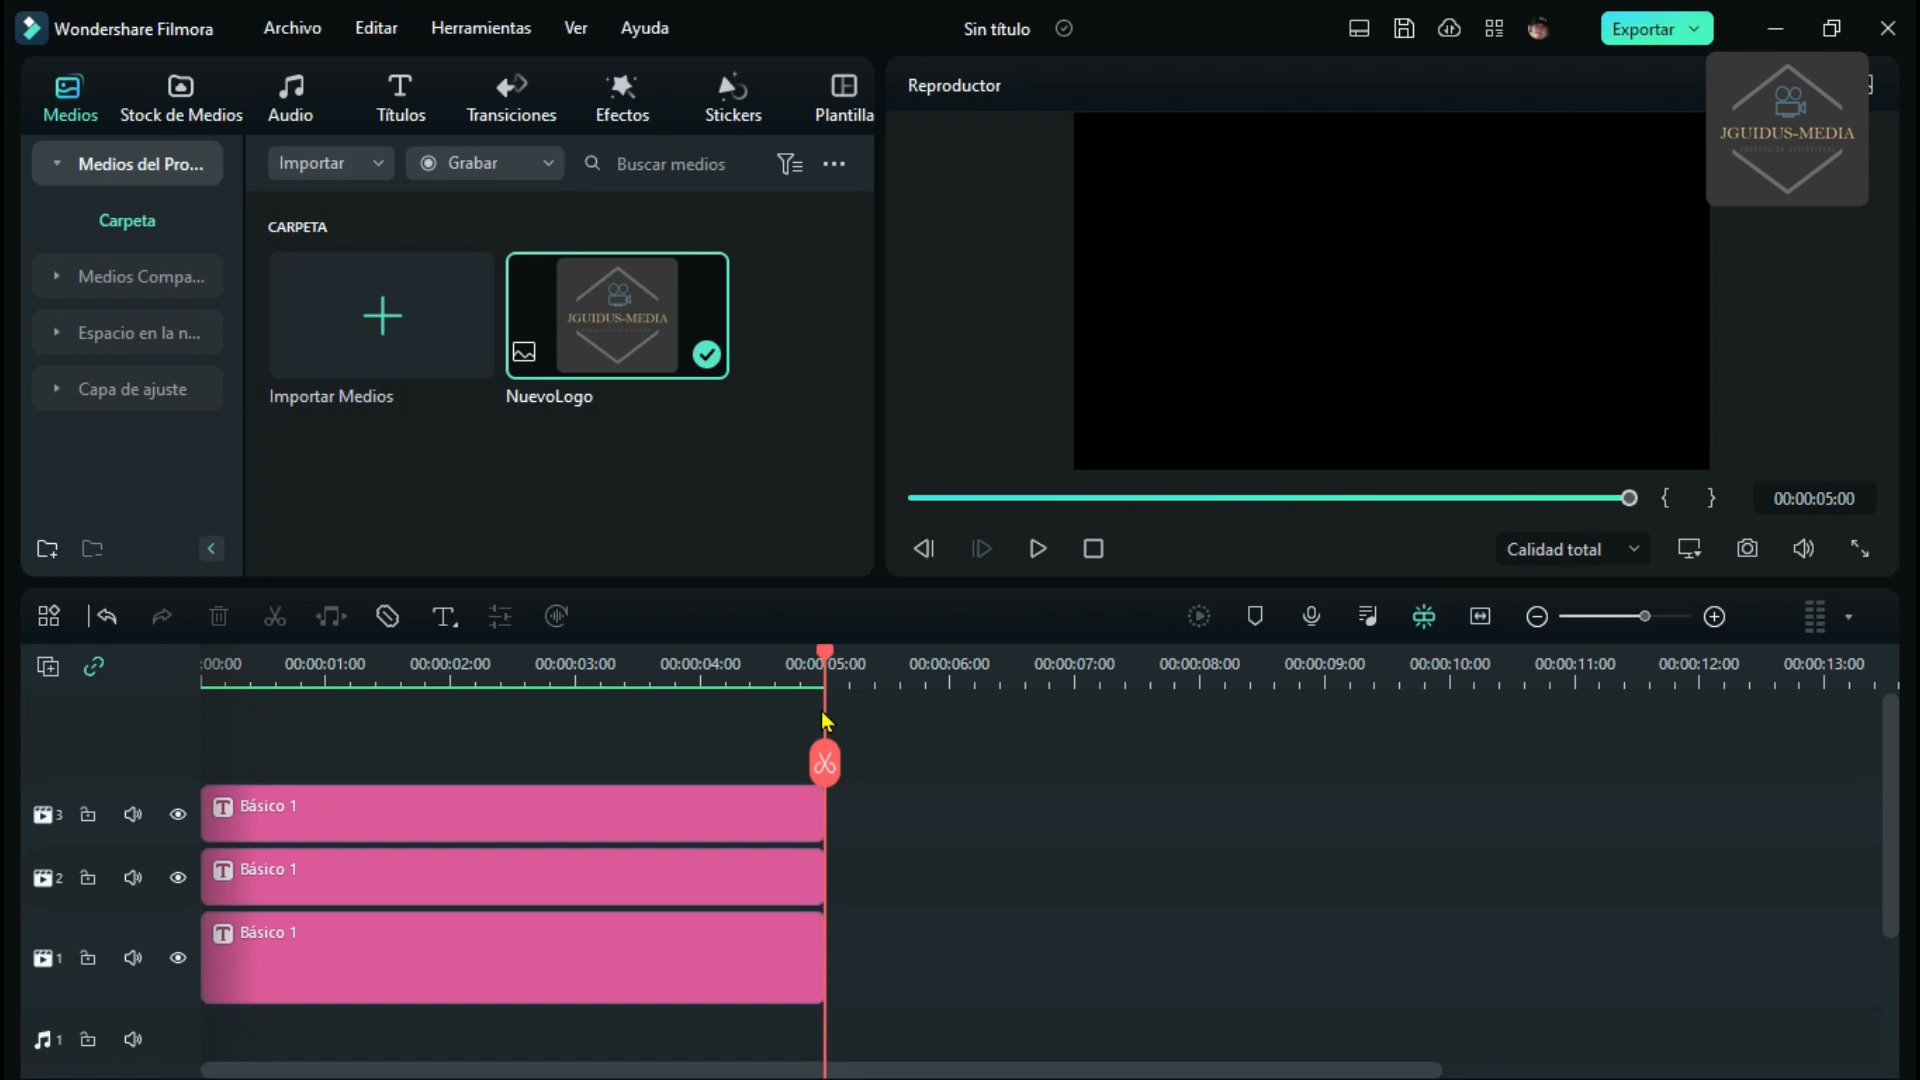 Wondershare Filmora Archivo Editar Herramientas Ver Ayuda Sin título Exportar
Medios Stock de Medios Audio Títulos Transiciones Efectos Stickers Plantilla
Reproductor
JGUIDUS-MEDIA
Medios del Pro... Importar Grabar Buscar medios
Carpeta
CARPETA
Medios Compa...
Espacio en la n...
Capa de ajuste
JGUIDUS-MEDIA
Importar Medios NuevoLogo
{ } 00:00:05:00
Calidad total
:00:00 00:00:01:00 00:00:02:00 00:00:03:00 00:00:04:00 00:00:05:00 00:00:06:00 00:00:07:00 00:00:08:00 00:00:09:00 00:00:10:00 00:00:11:00 00:00:12:00 00:00:13:00
3 T Básico 1
2 T Básico 1
1 T Básico 1
1